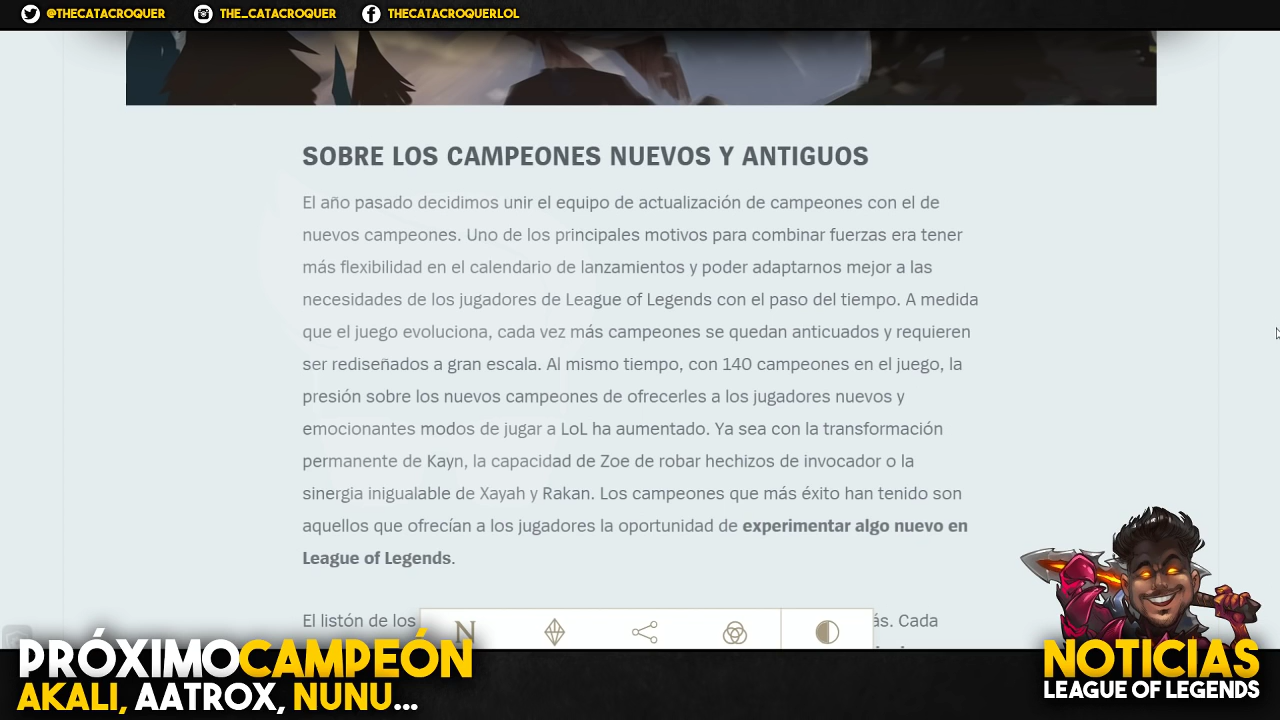 @THECATACROQUER THE_CATACROQUER THECATACROQUERLOL
SOBRE LOS CAMPEONES NUEVOS Y ANTIGUOS
El año pasado decidimos unir el equipo de actualización de campeones con el de
nuevos campeones. Uno de los principales motivos para combinar fuerzas era tener
más flexibilidad en el calendario de lanzamientos y poder adaptarnos mejor a las
necesidades de los jugadores de League of Legends con el paso del tiempo. A medida
que el juego evoluciona, cada vez más campeones se quedan anticuados y requieren
ser rediseñados a gran escala. Al mismo tiempo, con 140 campeones en el juego, la
presión sobre los nuevos campeones de ofrecerles a los jugadores nuevos y
emocionantes modos de jugar a LoL ha aumentado. Ya sea con la transformación
permanente de Kayn, la capacidad de Zoe de robar hechizos de invocador o la
sinergia inigualable de Xayah y Rakan. Los campeones que más éxito han tenido son
aquellos que ofrecían a los jugadores la oportunidad de experimentar algo nuevo en
League of Legends.
El listón de los ás. Cada
N
PRÓXIMOCAMPEÓN
AKALI, AATROX, NUNU...
NOTICIAS
LEAGUE OF LEGENDS